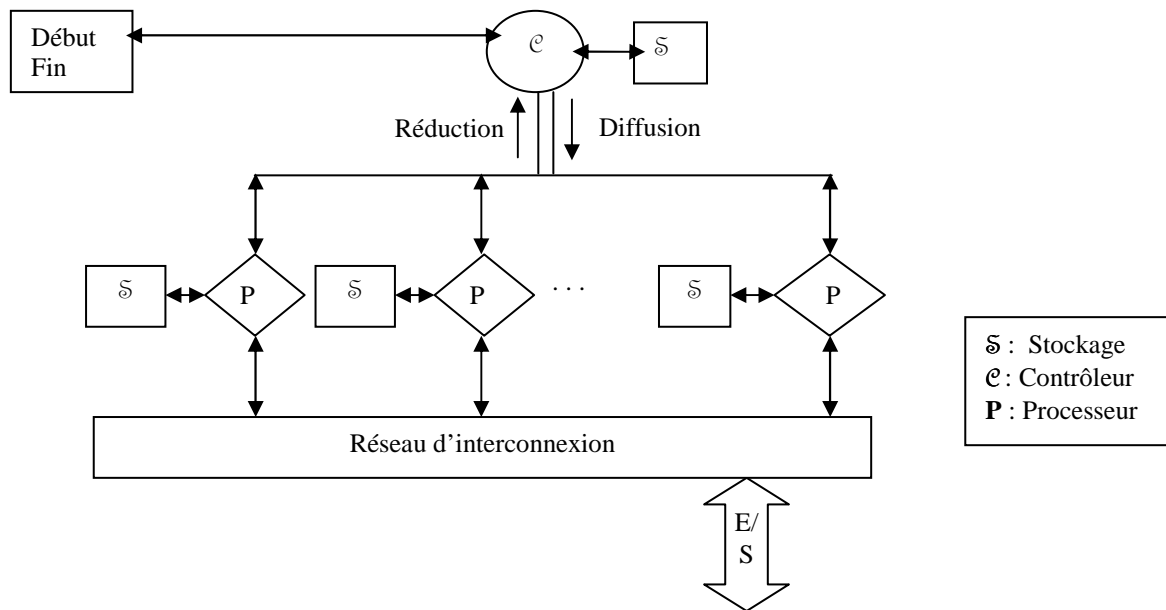 Début
Fin
𝒞
𝕊
Réduction
Diffusion
𝕊
P
𝕊
P
. . .
𝕊
P
𝕊 : Stockage
𝒞 : Contrôleur
P : Processeur
Réseau d’interconnexion
E/
S